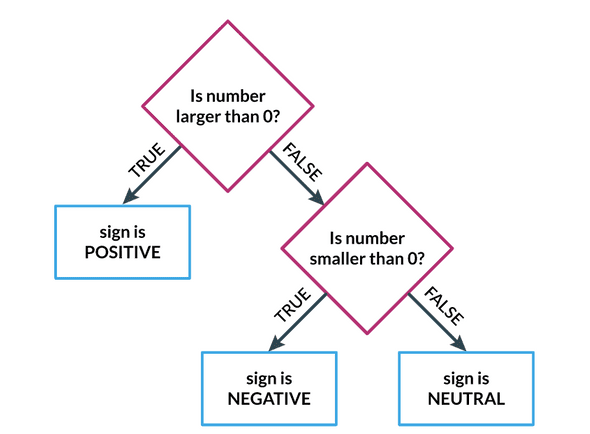 Is number
larger than 0?
TRUE
FALSE
sign is
POSITIVE
Is number
smaller than 0?
TRUE
FALSE
sign is
NEGATIVE
sign is
NEUTRAL